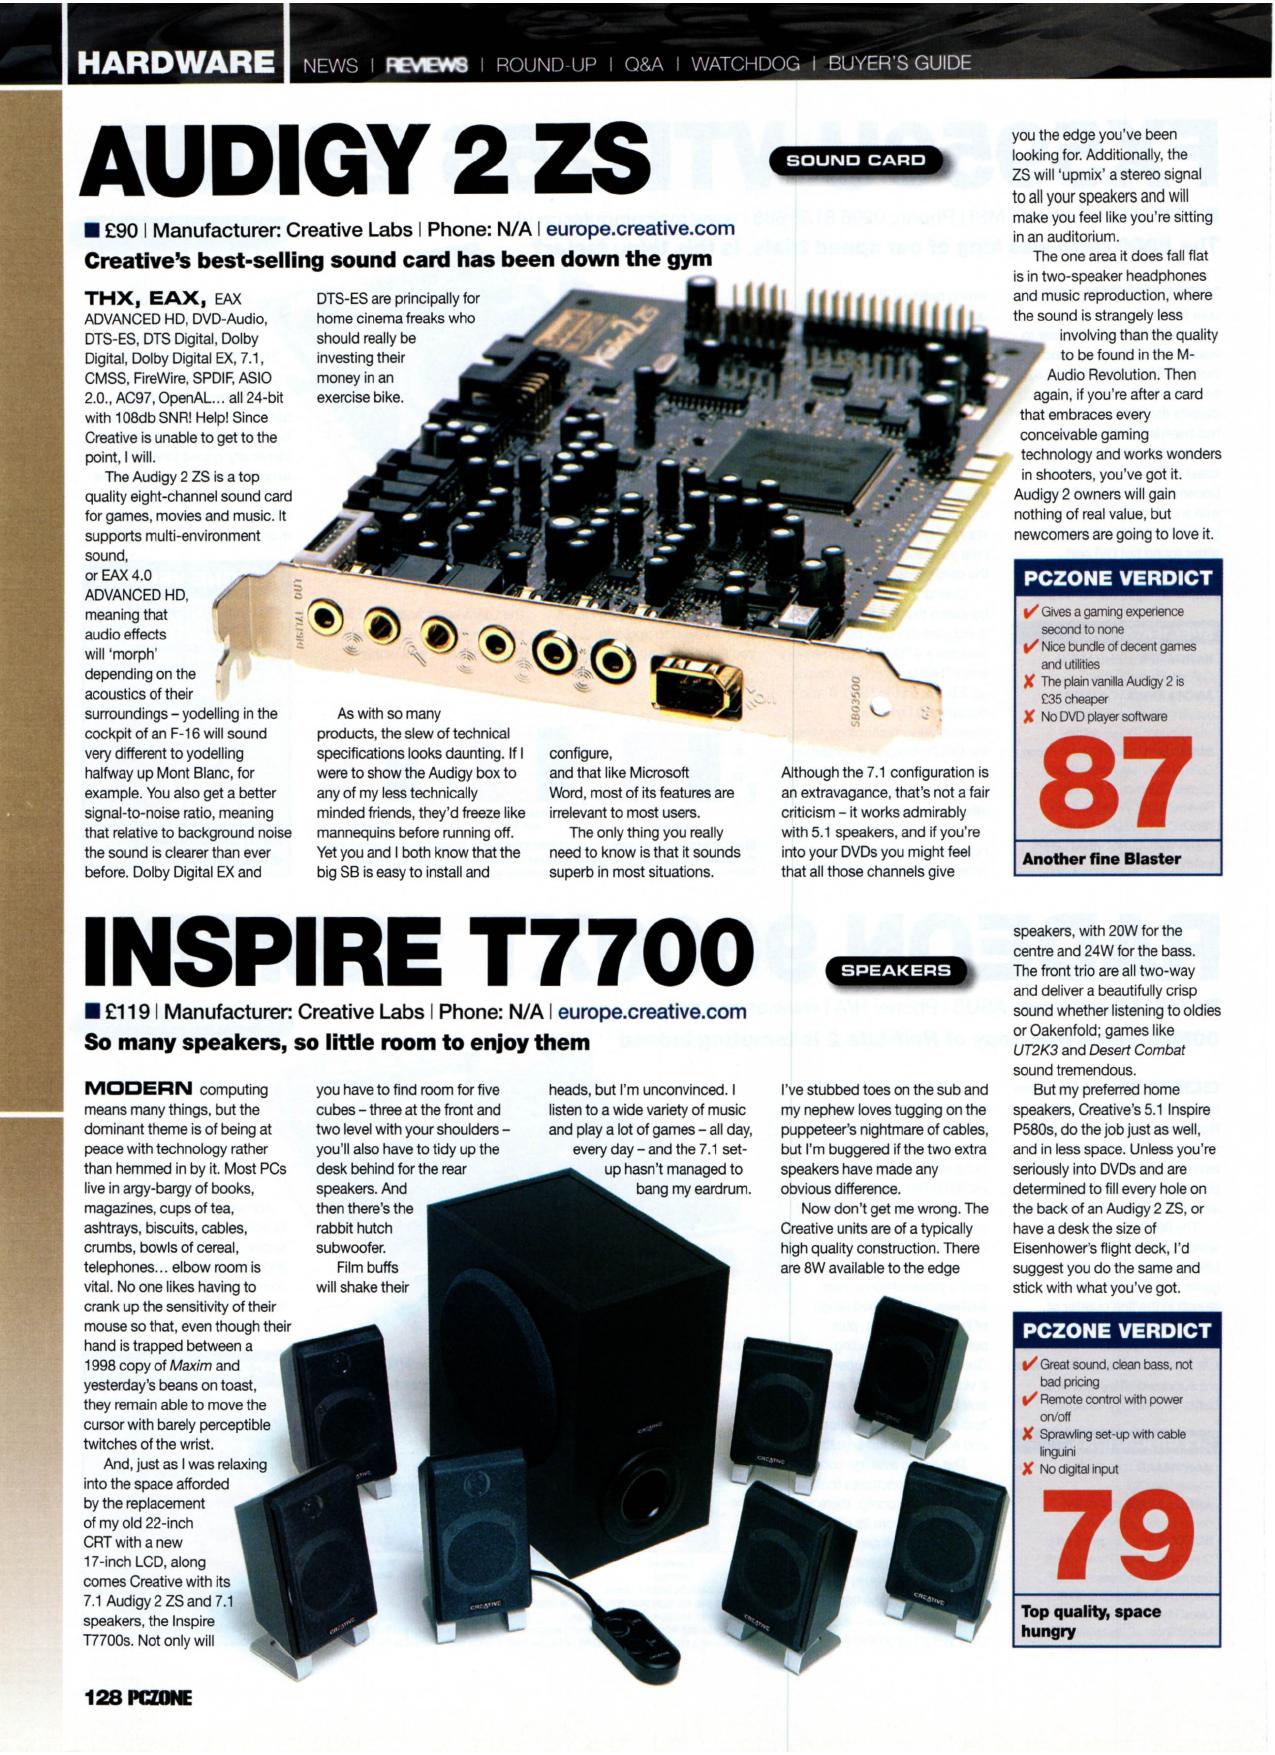 HARDWARE
NEWS | REVIEWS | ROUND-UP | Q&A | WATCHDOG | BUYER'S GUIDE
AUDIGY 2 ZS
SOUND CARD
£90 | Manufacturer: Creative Labs | Phone: N/A | europe.creative.com
Creative's best-selling sound card has been down the gym
THX, EAX, EAX
ADVANCED HD, DVD-Audio,
DTS-ES, DTS Digital, Dolby
Digital, Dolby Digital EX, 7.1,
CMSS, FireWire, SPDIF, ASIO
2.0., AC97, OpenAL... all 24-bit
with 108db SNR! Help! Since
Creative is unable to get to the
point, I will.
The Audigy 2 ZS is a top
quality eight-channel sound card
for games, movies and music. It
supports multi-environment
sound,
or EAX 4.0
ADVANCED HD,
meaning that
audio effects
will 'morph'
depending on the
acoustics of their
surroundings – yodelling in the
cockpit of an F-16 will sound
very different to yodelling
halfway up Mont Blanc, for
example. You also get a better
signal-to-noise ratio, meaning
that relative to background noise
the sound is clearer than ever
before. Dolby Digital EX and
DTS-ES are principally for
home cinema freaks who
should really be
investing their
money in an
exercise bike.
As with so many
products, the slew of technical
specifications looks daunting. If I
were to show the Audigy box to
any of my less technically
minded friends, they'd freeze like
mannequins before running off.
Yet you and I both know that the
big SB is easy to install and
configure,
and that like Microsoft
Word, most of its features are
irrelevant to most users.
The only thing you really
need to know is that it sounds
superb in most situations.
Although the 7.1 configuration is
an extravagance, that's not a fair
criticism – it works admirably
with 5.1 speakers, and if you're
into your DVDs you might feel
that all those channels give
you the edge you've been
looking for. Additionally, the
ZS will 'upmix' a stereo signal
to all your speakers and will
make you feel like you're sitting
in an auditorium.
The one area it does fall flat
is in two-speaker headphones
and music reproduction, where
the sound is strangely less
involving than the quality
to be found in the M-
Audio Revolution. Then
again, if you're after a card
that embraces every
conceivable gaming
technology and works wonders
in shooters, you've got it.
Audigy 2 owners will gain
nothing of real value, but
newcomers are going to love it.
DIGITAL OUT
SB03500
PCZONE VERDICT
✓ Gives a gaming experience
second to none
✓ Nice bundle of decent games
and utilities
✗ The plain vanilla Audigy 2 is
£35 cheaper
✗ No DVD player software
87
Another fine Blaster
INSPIRE T7700
SPEAKERS
£119 | Manufacturer: Creative Labs | Phone: N/A | europe.creative.com
So many speakers, so little room to enjoy them
MODERN computing
means many things, but the
dominant theme is of being at
peace with technology rather
than hemmed in by it. Most PCs
live in argy-bargy of books,
magazines, cups of tea,
ashtrays, biscuits, cables,
crumbs, bowls of cereal,
telephones... elbow room is
vital. No one likes having to
crank up the sensitivity of their
mouse so that, even though their
hand is trapped between a
1998 copy of Maxim and
yesterday's beans on toast,
they remain able to move the
cursor with barely perceptible
twitches of the wrist.
And, just as I was relaxing
into the space afforded
by the replacement
of my old 22-inch
CRT with a new
17-inch LCD, along
comes Creative with its
7.1 Audigy 2 ZS and 7.1
speakers, the Inspire
T7700s. Not only will
you have to find room for five
cubes – three at the front and
two level with your shoulders –
you'll also have to tidy up the
desk behind for the rear
speakers. And
then there's the
rabbit hutch
subwoofer.
Film buffs
will shake their
heads, but I'm unconvinced. I
listen to a wide variety of music
and play a lot of games – all day,
every day – and the 7.1 set-
up hasn't managed to
bang my eardrum.
I've stubbed toes on the sub and
my nephew loves tugging on the
puppeteer's nightmare of cables,
but I'm buggered if the two extra
speakers have made any
obvious difference.
Now don't get me wrong. The
Creative units are of a typically
high quality construction. There
are 8W available to the edge
speakers, with 20W for the
centre and 24W for the bass.
The front trio are all two-way
and deliver a beautifully crisp
sound whether listening to oldies
or Oakenfold; games like
UT2K3 and Desert Combat
sound tremendous.
But my preferred home
speakers, Creative's 5.1 Inspire
P580s, do the job just as well,
and in less space. Unless you're
seriously into DVDs and are
determined to fill every hole on
the back of an Audigy 2 ZS, or
have a desk the size of
Eisenhower's flight deck, I'd
suggest you do the same and
stick with what you've got.
CREATIVE
CREATIVE
CREATIVE
CREATIVE
CREATIVE
CREATIVE
PCZONE VERDICT
✓ Great sound, clean bass, not
bad pricing
✓ Remote control with power
on/off
✗ Sprawling set-up with cable
linguini
✗ No digital input
79
Top quality, space
hungry
128 PCZONE